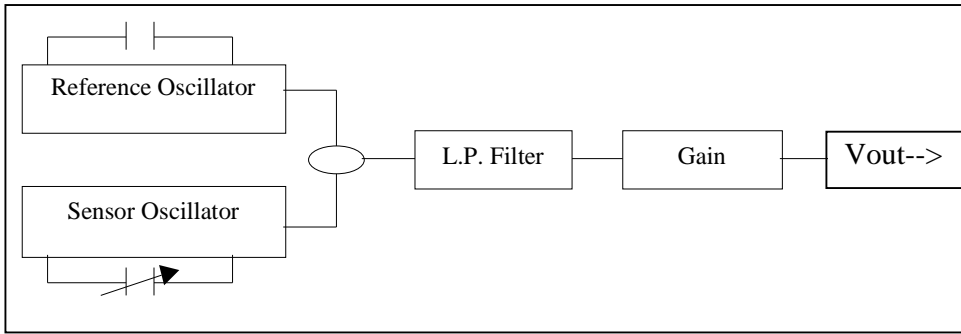 Reference Oscillator
L.P. Filter
Gain
Vout-->
Sensor Oscillator